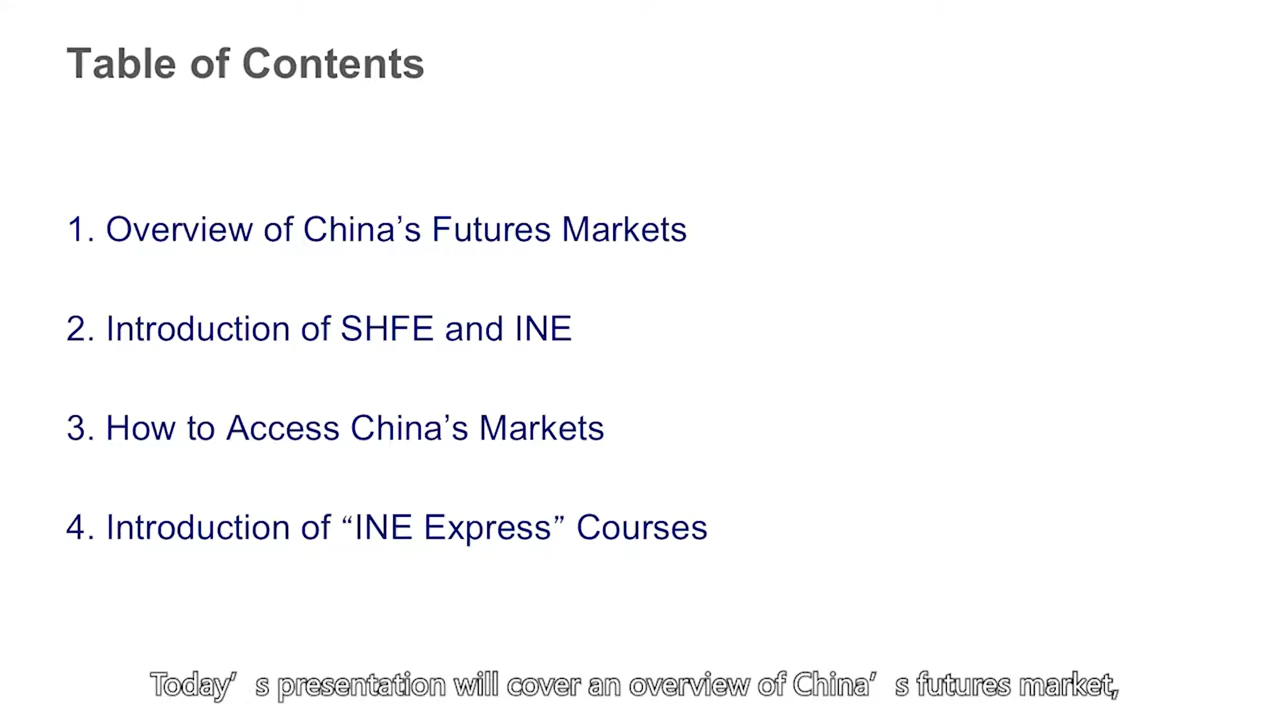 Table of Contents
1. Overview of China’s Futures Markets
2. Introduction of SHFE and INE
3. How to Access China’s Markets
4. Introduction of “INE Express” Courses
Today’s presentation will cover an overview of China’s futures market,